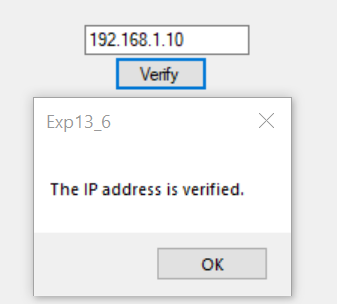 192.168.1.10
Verify
Exp13_6
The IP address is verified.
OK